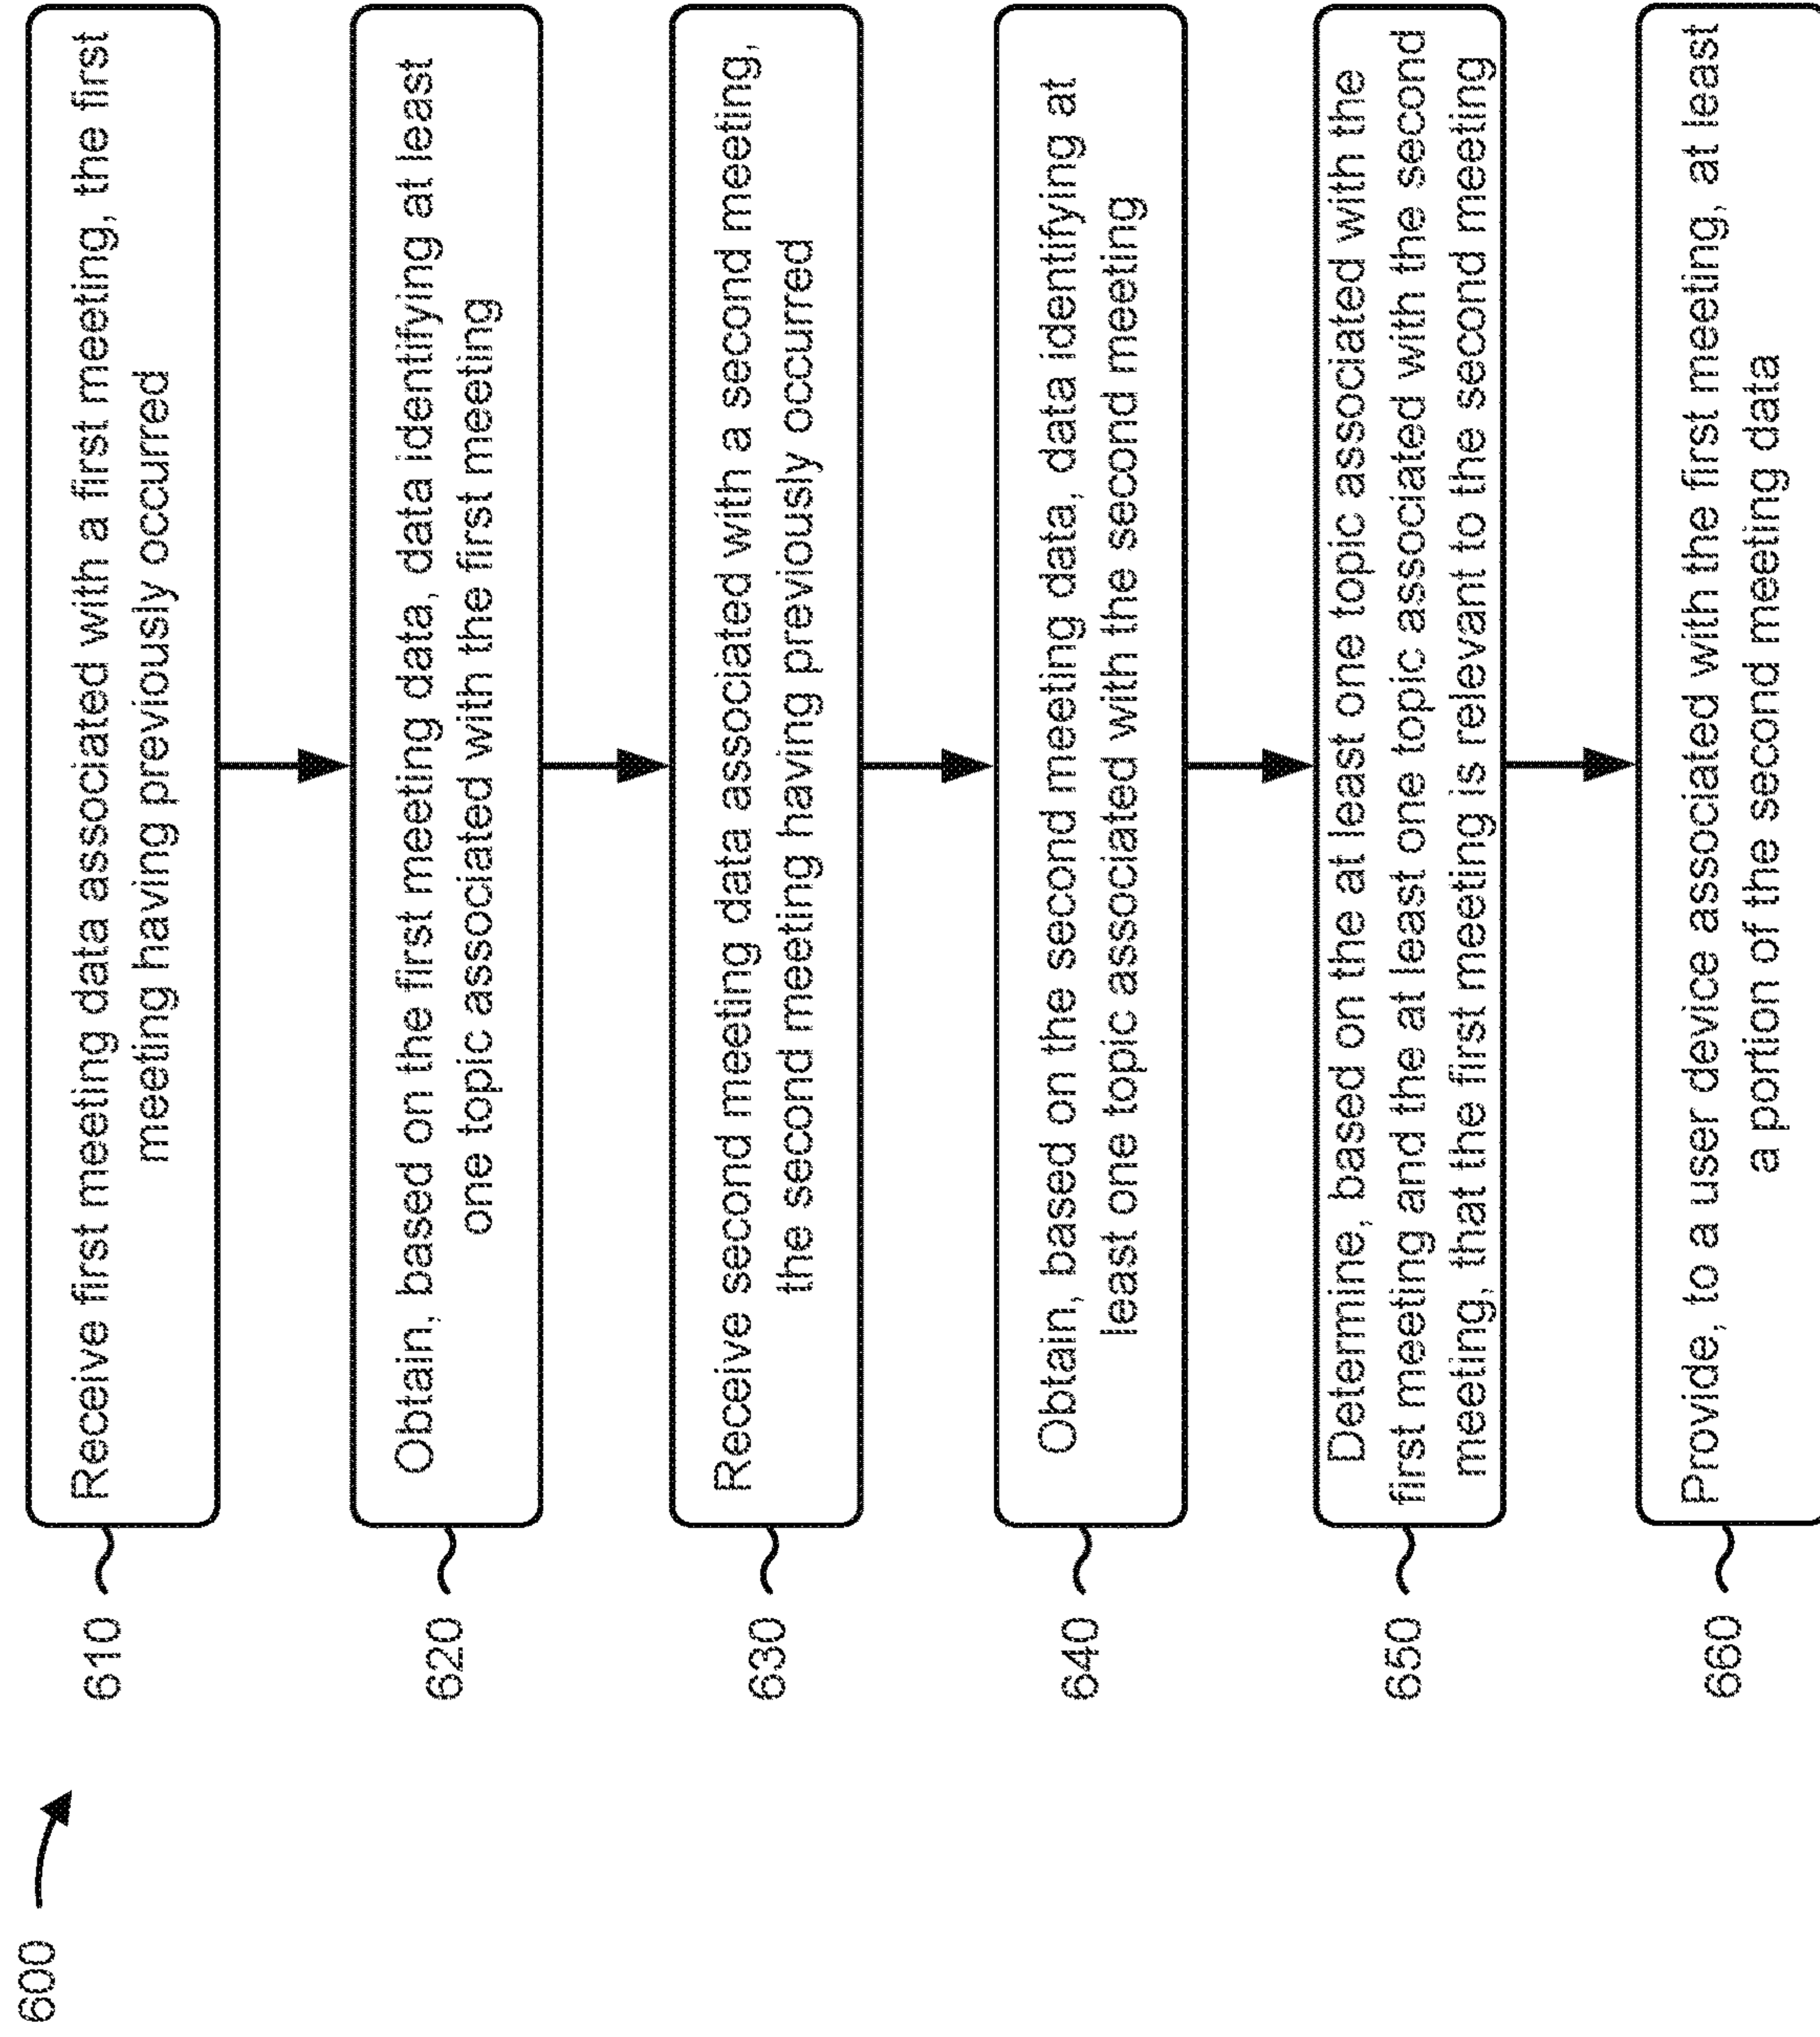 600
610
Receive first meeting data associated with a first meeting, the first
meeting having previously occurred
620
Obtain, based on the first meeting data, data identifying at least
one topic associated with the first meeting
630
Receive second meeting data associated with a second meeting,
the second meeting having previously occurred
640
Obtain, based on the second meeting data, data identifying at
least one topic associated with the second meeting
650
Determine, based on the at least one topic associated with the
first meeting and the at least one topic associated with the second
meeting, that the first meeting is relevant to the second meeting
660
Provide, to a user device associated with the first meeting, at least
a portion of the second meeting data